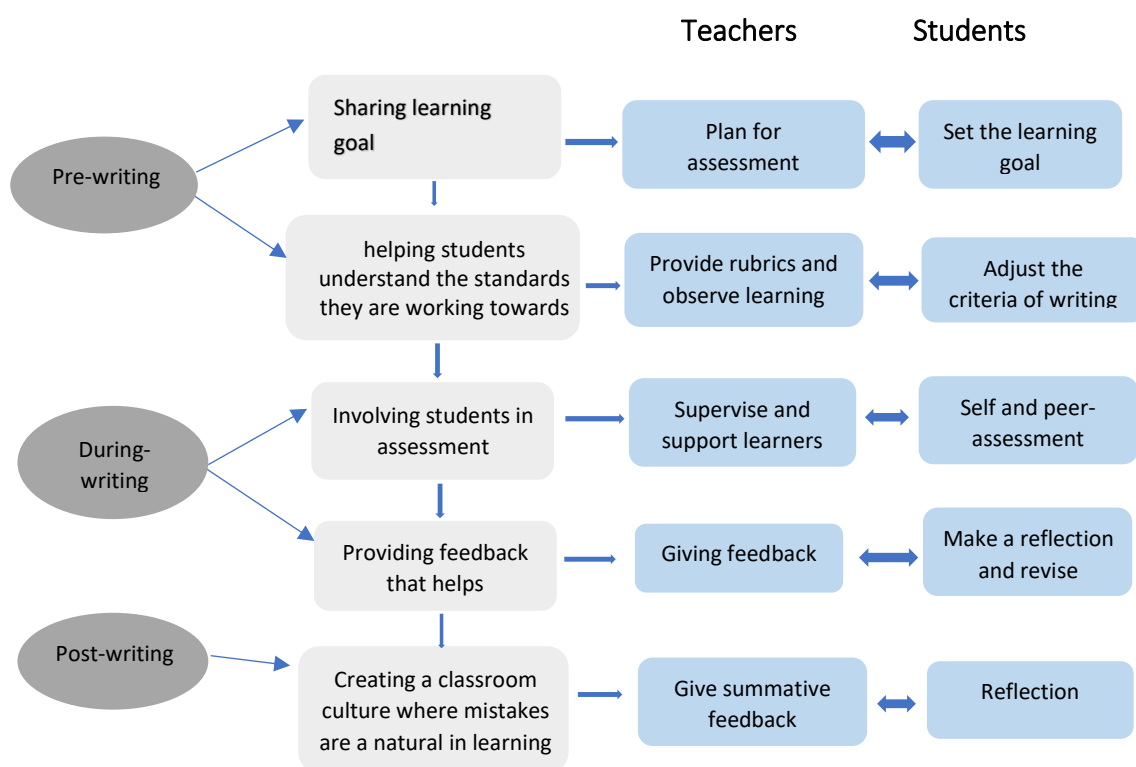 Teachers
Students
Pre-writing
Sharing learning
goal
Plan for
assessment
Set the learning
goal
helping students
understand the standards
they are working towards
Provide rubrics and
observe learning
Adjust the
criteria of writing
During-
writing
Involving students in
assessment
Supervise and
support learners
Self and peer-
assessment
Providing feedback
that helps
Giving feedback
Make a reflection
and revise
Post-writing
Creating a classroom
culture where mistakes
are a natural in learning
Give summative
feedback
Reflection